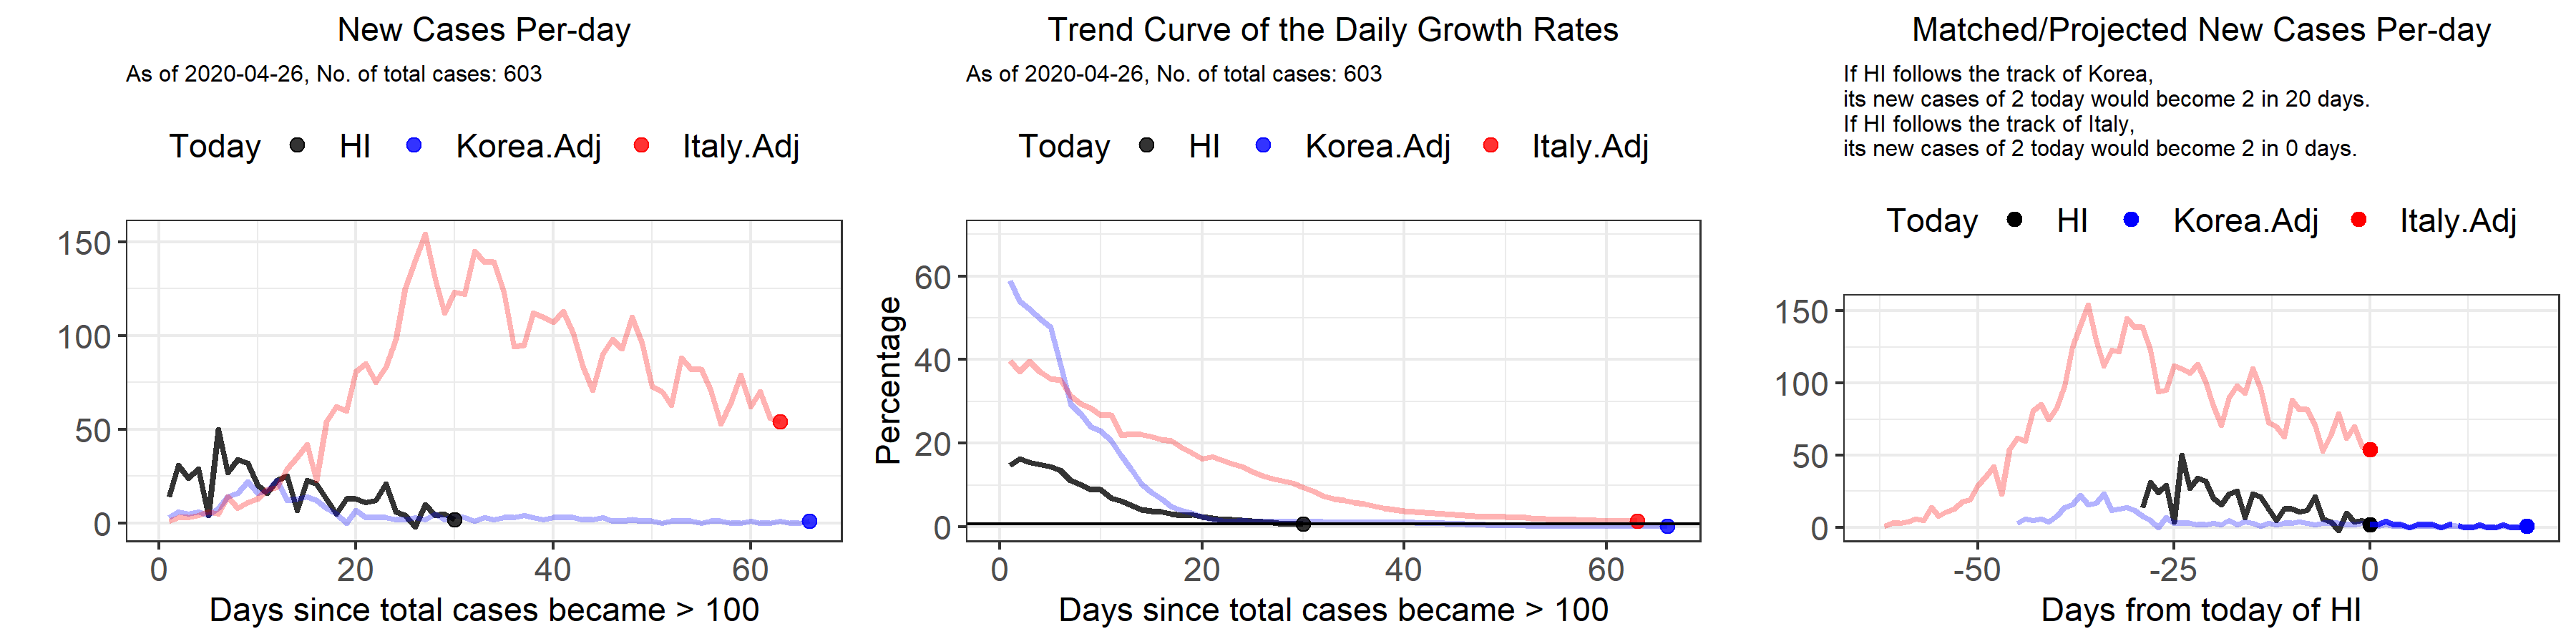 New Cases Per-day
As of 2020-04-26, No. of total cases: 603
Today HI Korea.Adj Italy.Adj
150
100
50
0
0 20 40 60
Days since total cases became > 100
Trend Curve of the Daily Growth Rates
As of 2020-04-26, No. of total cases: 603
Today HI Korea.Adj Italy.Adj
Percentage
60
40
20
0
0 20 40 60
Days since total cases became > 100
Matched/Projected New Cases Per-day
If HI follows the track of Korea,
its new cases of 2 today would become 2 in 20 days.
If HI follows the track of Italy,
its new cases of 2 today would become 2 in 0 days.
Today HI Korea.Adj Italy.Adj
150
100
50
0
-50 -25 0
Days from today of HI